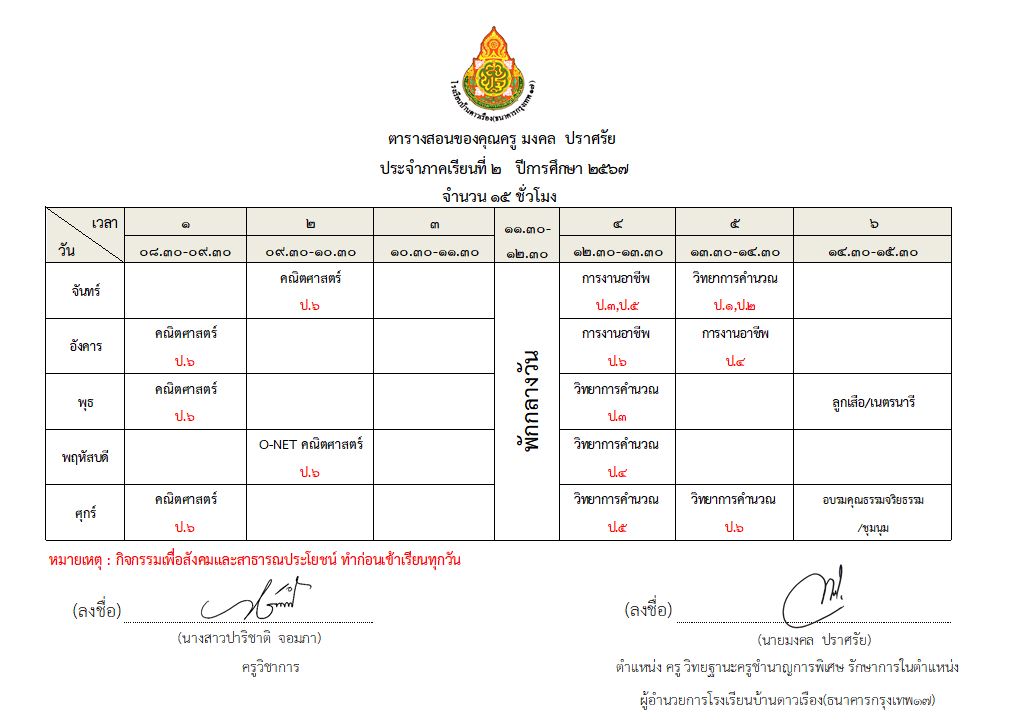 โรงเรียนบ้านดาวเรือง(ธนาคารกรุงเทพ๑๗)
ตารางสอนของคุณครู มงคล ปราศรัย
ประจำภาคเรียนที่ ๒ ปีการศึกษา ๒๕๖๗
จำนวน ๑๕ ชั่วโมง
เวลา ๑ ๒ ๓ ๑๑.๓๐- ๔ ๕ ๖
วัน ๐๘.๓๐-๐๙.๓๐ ๐๙.๓๐-๑๐.๓๐ ๑๐.๓๐-๑๑.๓๐ ๑๒.๓๐ ๑๒.๓๐-๑๓.๓๐ ๑๓.๓๐-๑๔.๓๐ ๑๔.๓๐-๑๕.๓๐
จันทร์ คณิตศาสตร์ การงานอาชีพ วิทยาการคำนวณ
ป.๖ ป.๓,ป.๕ ป.๑,ป.๒
อังคาร คณิตศาสตร์ การงานอาชีพ การงานอาชีพ
ป.๖ ป.๖ ป.๔
พักกลางวัน
พุธ คณิตศาสตร์ วิทยาการคำนวณ ลูกเสือ/เนตรนารี
ป.๖ ป.๓
พฤหัสบดี O-NET คณิตศาสตร์ วิทยาการคำนวณ
ป.๖ ป.๔
ศุกร์ คณิตศาสตร์ วิทยาการคำนวณ วิทยาการคำนวณ อบรมคุณธรรมจริยธรรม
ป.๖ ป.๕ ป.๖ /ชุมนุม
หมายเหตุ : กิจกรรมเพื่อสังคมและสาธารณประโยชน์ ทำก่อนเข้าเรียนทุกวัน
(ลงชื่อ) (ลงชื่อ)
(นางสาวปาริชาติ จอมภา) (นายมงคล ปราศรัย)
ครูวิชาการ ตำแหน่ง ครู วิทยฐานะครูชำนาญการพิเศษ รักษาการในตำแหน่ง
ผู้อำนวยการโรงเรียนบ้านดาวเรือง(ธนาคารกรุงเทพ๑๗)